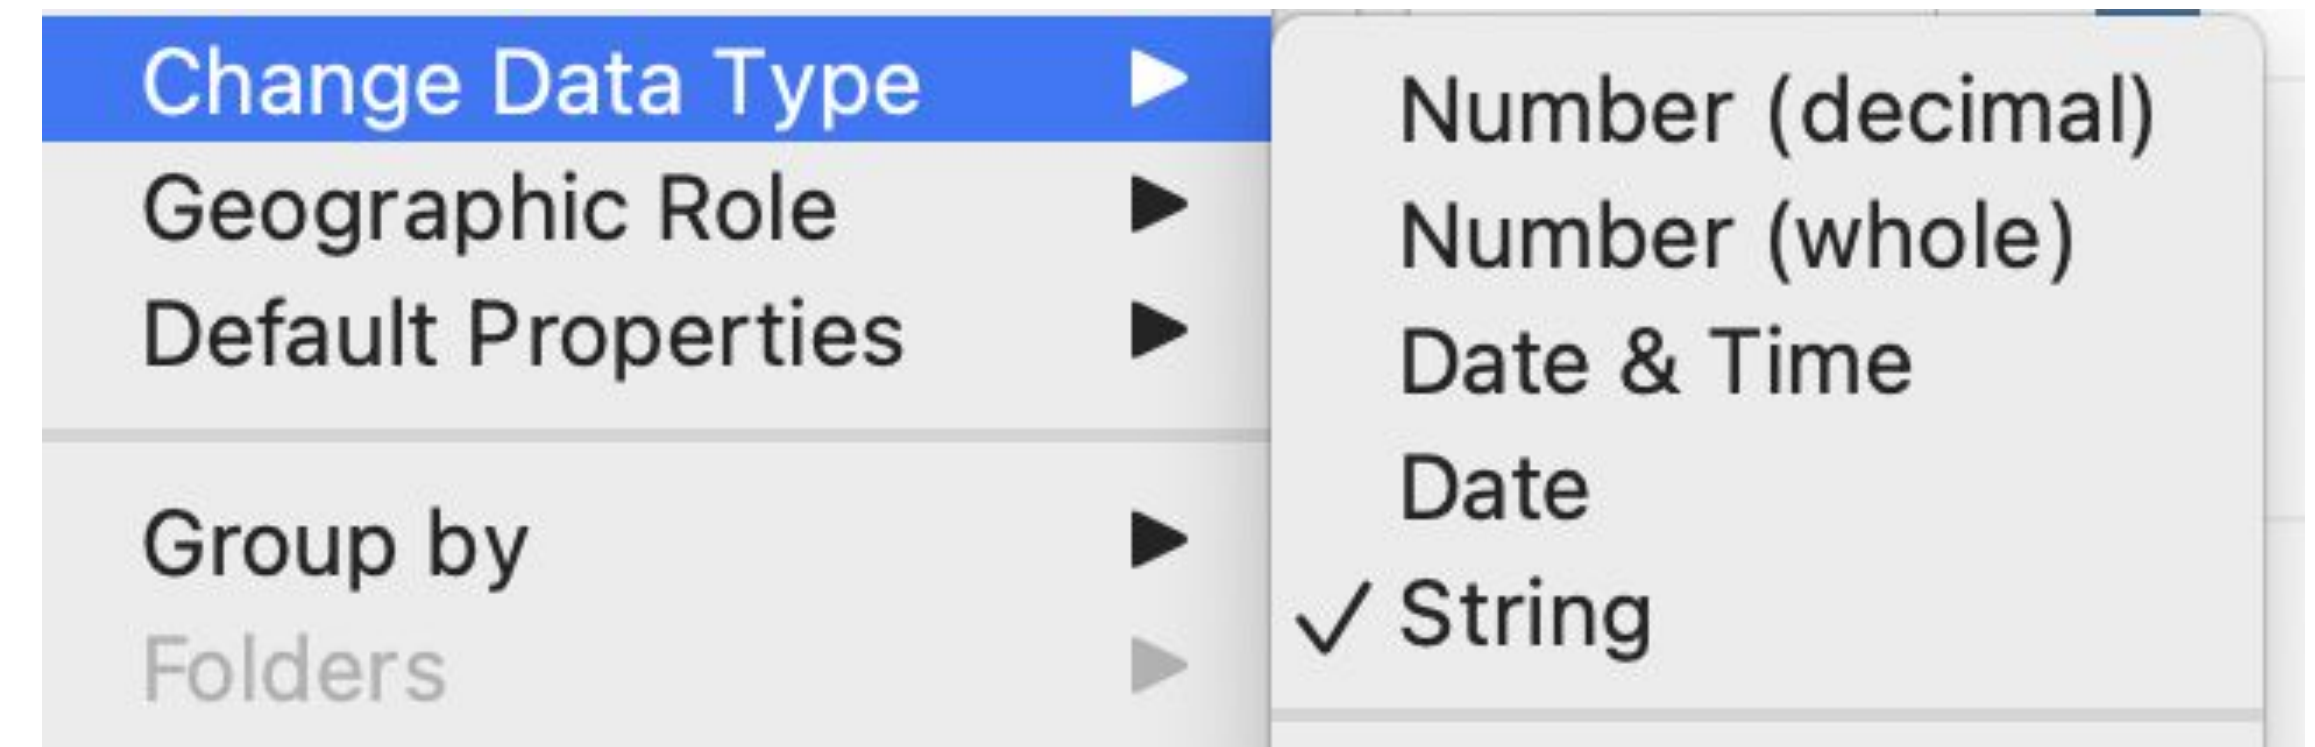 Change Data Type
Geographic Role
Default Properties
Group by
Folders
Number (decimal)
Number (whole)
Date & Time
Date
String